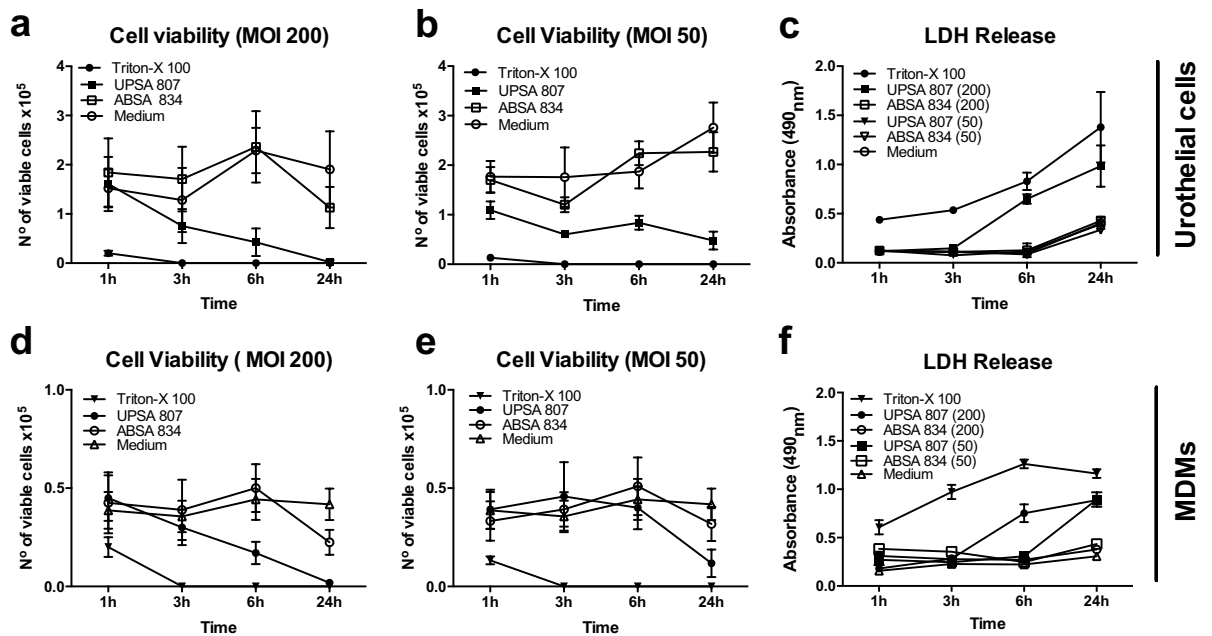 a
Cell viability (MOI 200)
Nº of viable cells x10⁵
4
3
2
1
0
Triton-X 100
UPSA 807
ABSA 834
Medium
1h 3h 6h 24h
Time
b
Cell Viability (MOI 50)
Nº of viable cells x10⁵
4
3
2
1
0
Triton-X 100
UPSA 807
ABSA 834
Medium
1h 3h 6h 24h
Time
c
LDH Release
Absorbance (490nm)
2.0
1.5
1.0
0.5
0.0
Triton-X 100
UPSA 807 (200)
ABSA 834 (200)
UPSA 807 (50)
ABSA 834 (50)
Medium
1h 3h 6h 24h
Time
Urothelial cells
d
Cell Viability ( MOI 200)
Nº of viable cells x10⁵
1.0
0.5
0.0
Triton-X 100
UPSA 807
ABSA 834
Medium
1h 3h 6h 24h
Time
e
Cell Viability (MOI 50)
Nº of viable cells x10⁵
1.0
0.5
0.0
Triton-X 100
UPSA 807
ABSA 834
Medium
1h 3h 6h 24h
Time
f
LDH Release
Absorbance (490nm)
2.0
1.5
1.0
0.5
0.0
Triton-X 100
UPSA 807 (200)
ABSA 834 (200)
UPSA 807 (50)
ABSA 834 (50)
Medium
1h 3h 6h 24h
Time
MDMs